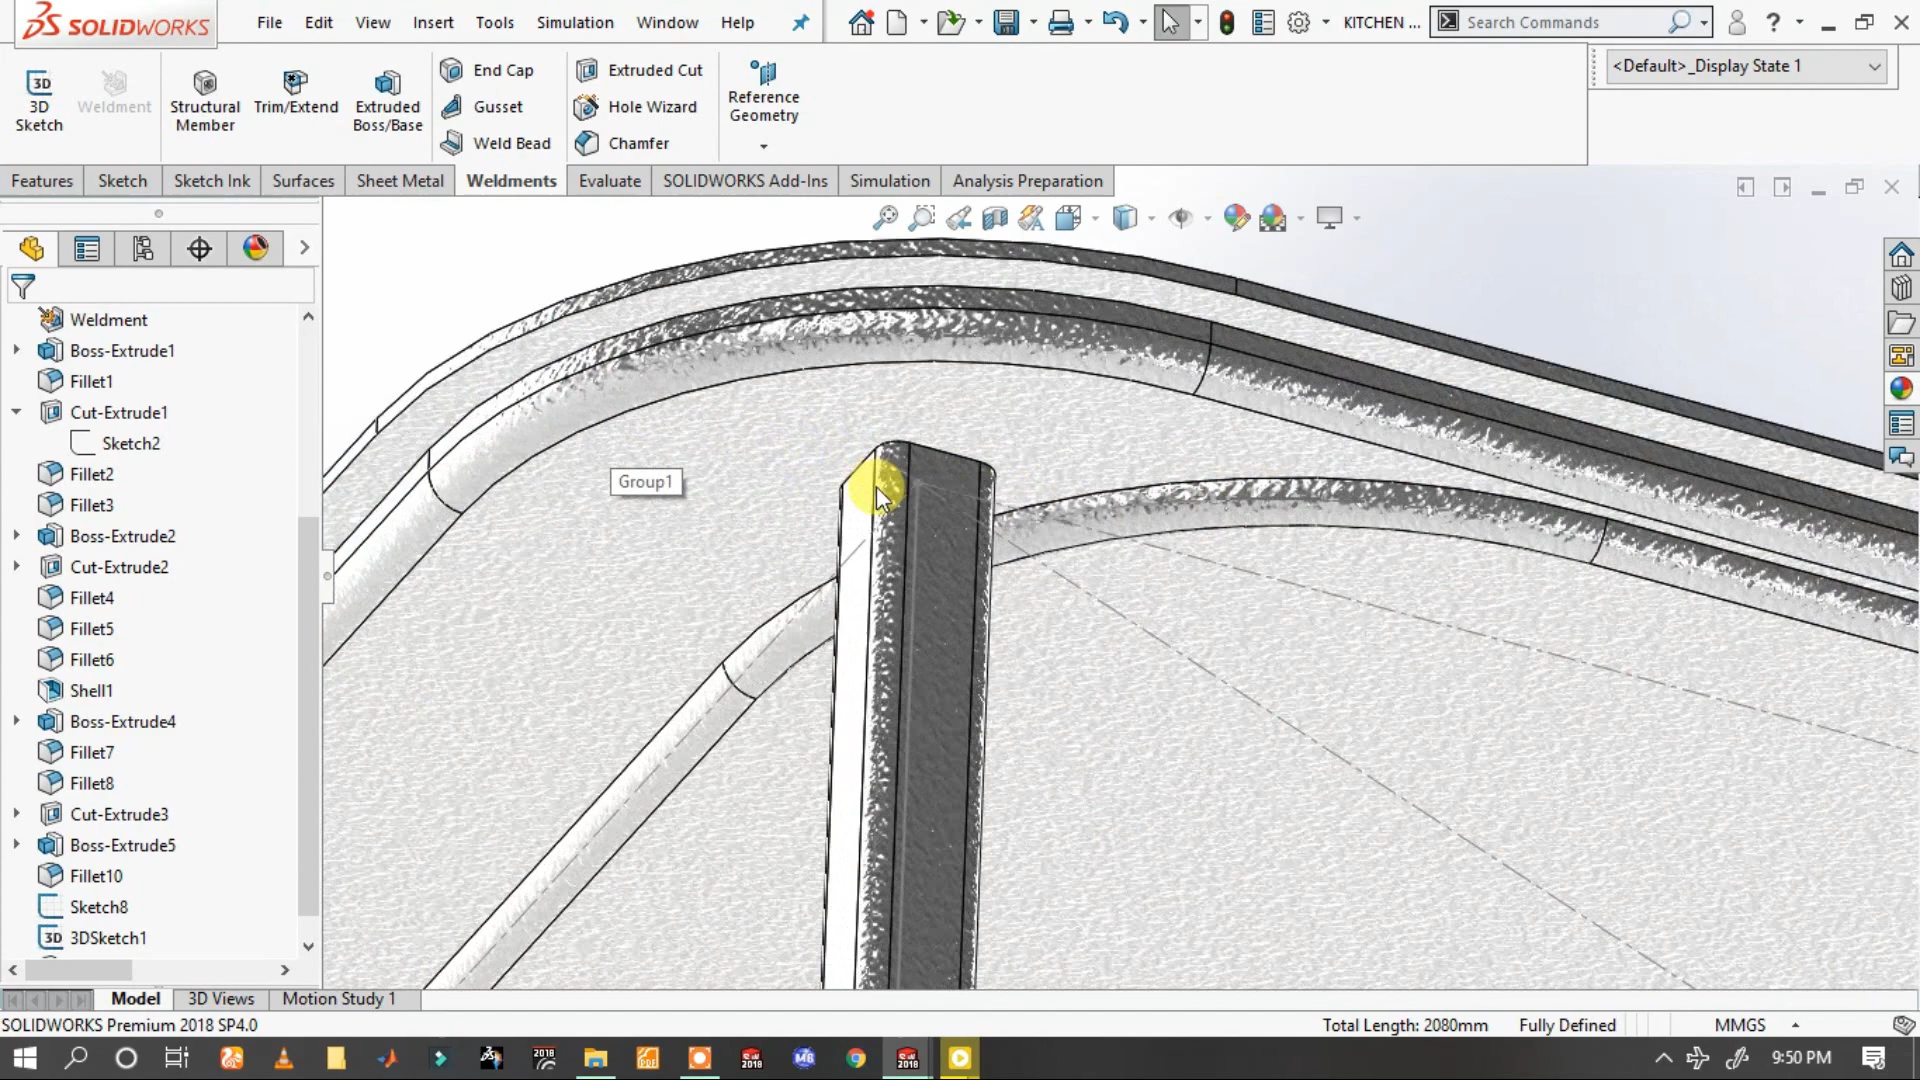 SOLIDWORKS File Edit View Insert Tools Simulation Window Help KITCHEN ... Search Commands
3D Sketch
Weldment
Structural Member
Trim/Extend
Extruded Boss/Base
End Cap
Gusset
Weld Bead
Extruded Cut
Hole Wizard
Chamfer
Reference Geometry
<Default>_Display State 1
Features Sketch Sketch Ink Surfaces Sheet Metal Weldments Evaluate SOLIDWORKS Add-Ins Simulation Analysis Preparation
Weldment
Boss-Extrude1
Fillet1
Cut-Extrude1
Sketch2
Fillet2
Fillet3
Boss-Extrude2
Cut-Extrude2
Fillet4
Fillet5
Fillet6
Shell1
Boss-Extrude4
Fillet7
Fillet8
Cut-Extrude3
Boss-Extrude5
Fillet10
Sketch8
3D 3DSketch1
Group1
Model 3D Views Motion Study 1
SOLIDWORKS Premium 2018 SP4.0 Total Length: 2080mm Fully Defined MMGS
9:50 PM